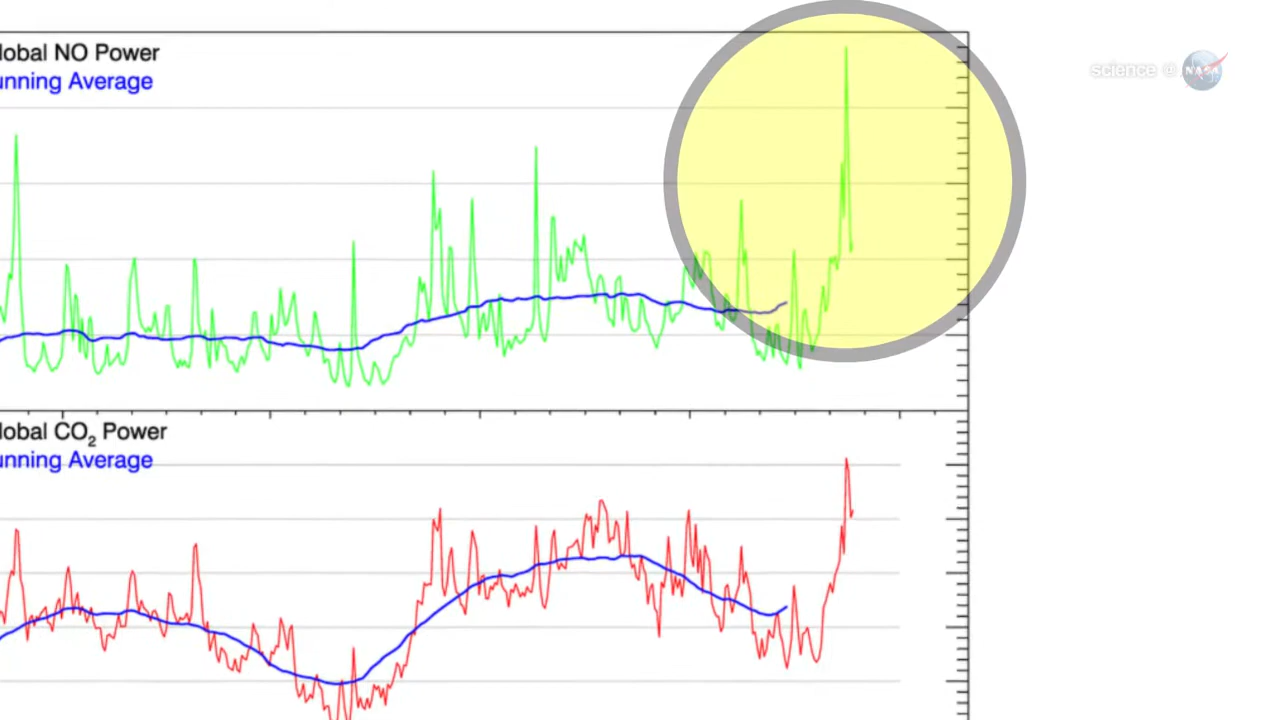 lobal NO Power
unning Average
science @ NASA
lobal CO₂ Power
unning Average